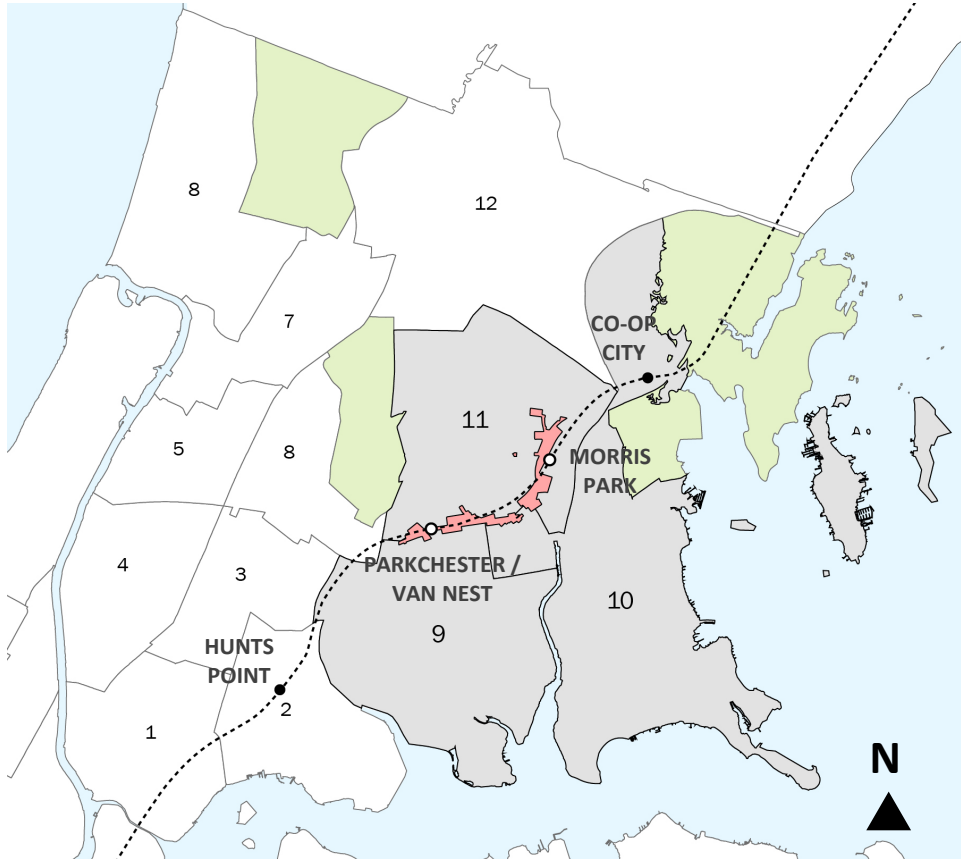 8
12
7
CO-OP
CITY
11
5
8
MORRIS
PARK
4
3
PARKCHESTER /
VAN NEST
10
9
HUNTS
POINT
2
1
N